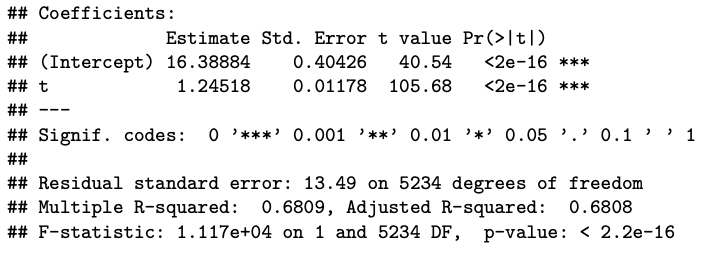 ## Coefficients:
##             Estimate Std. Error t value Pr(>|t|)
## (Intercept) 16.38884    0.40426   40.54   <2e-16 ***
## t            1.24518    0.01178  105.68   <2e-16 ***
## ---
## Signif. codes:  0 '***' 0.001 '**' 0.01 '*' 0.05 '.' 0.1 ' ' 1
##
## Residual standard error: 13.49 on 5234 degrees of freedom
## Multiple R-squared:  0.6809, Adjusted R-squared:  0.6808
## F-statistic: 1.117e+04 on 1 and 5234 DF,  p-value: < 2.2e-16